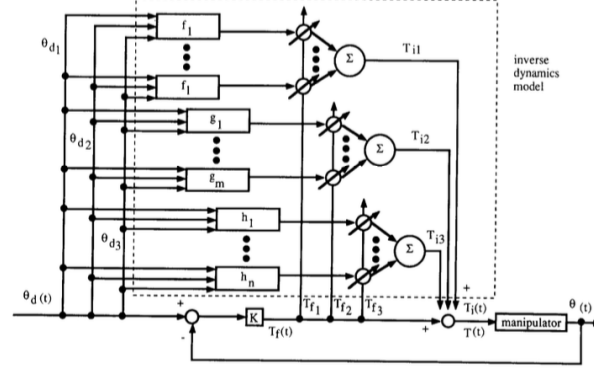 f1
θd1
Σ
Ti1
f1
inverse
dynamics
model
g1
θd2
Σ
Ti2
gm
h1
θd3
Σ
Ti3
hn
θd(t)
+
-
K
Tf(t)
Tf1
Tf2
Tf3
+
+
Ti(t)
T(t)
manipulator
θ(t)